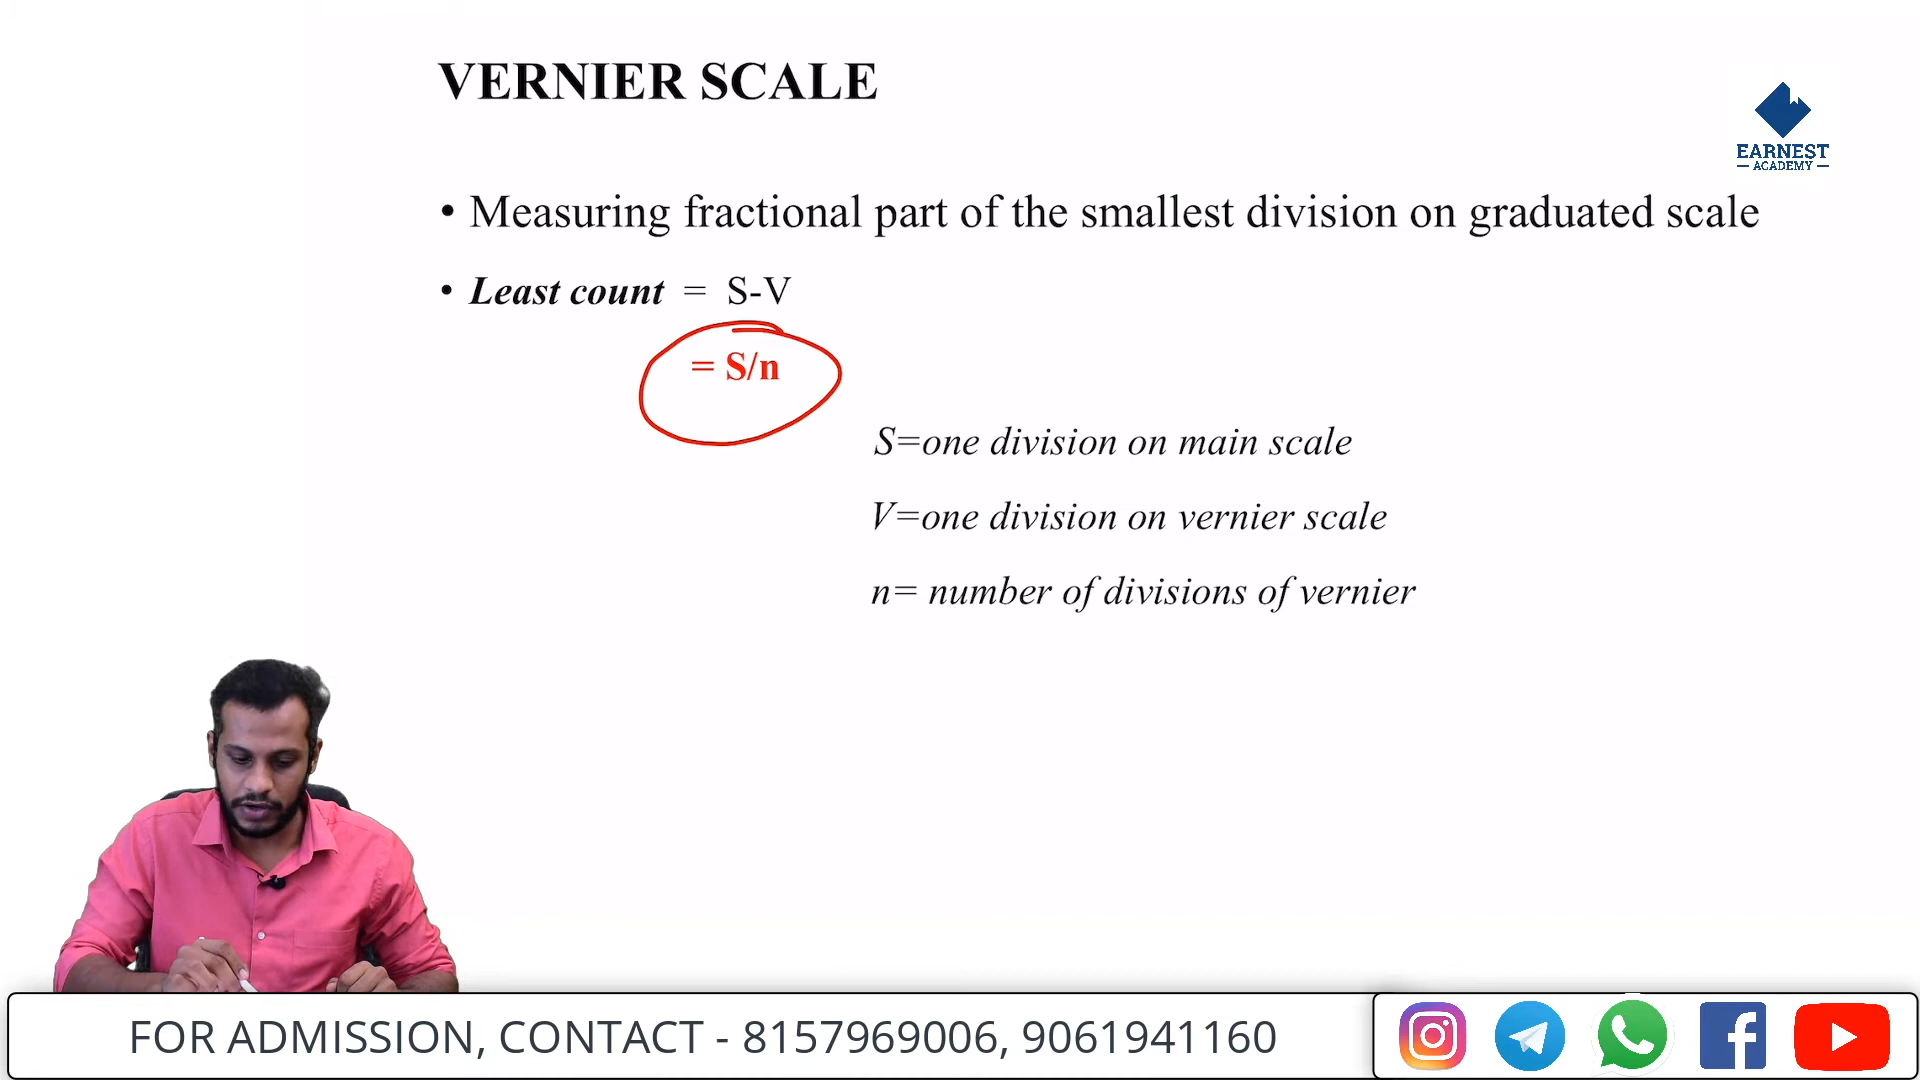 VERNIER SCALE
EARNEST
ACADEMY
• Measuring fractional part of the smallest division on graduated scale
• Least count = S-V
= S/n
S=one division on main scale
V=one division on vernier scale
n= number of divisions of vernier
FOR ADMISSION, CONTACT - 8157969006, 9061941160